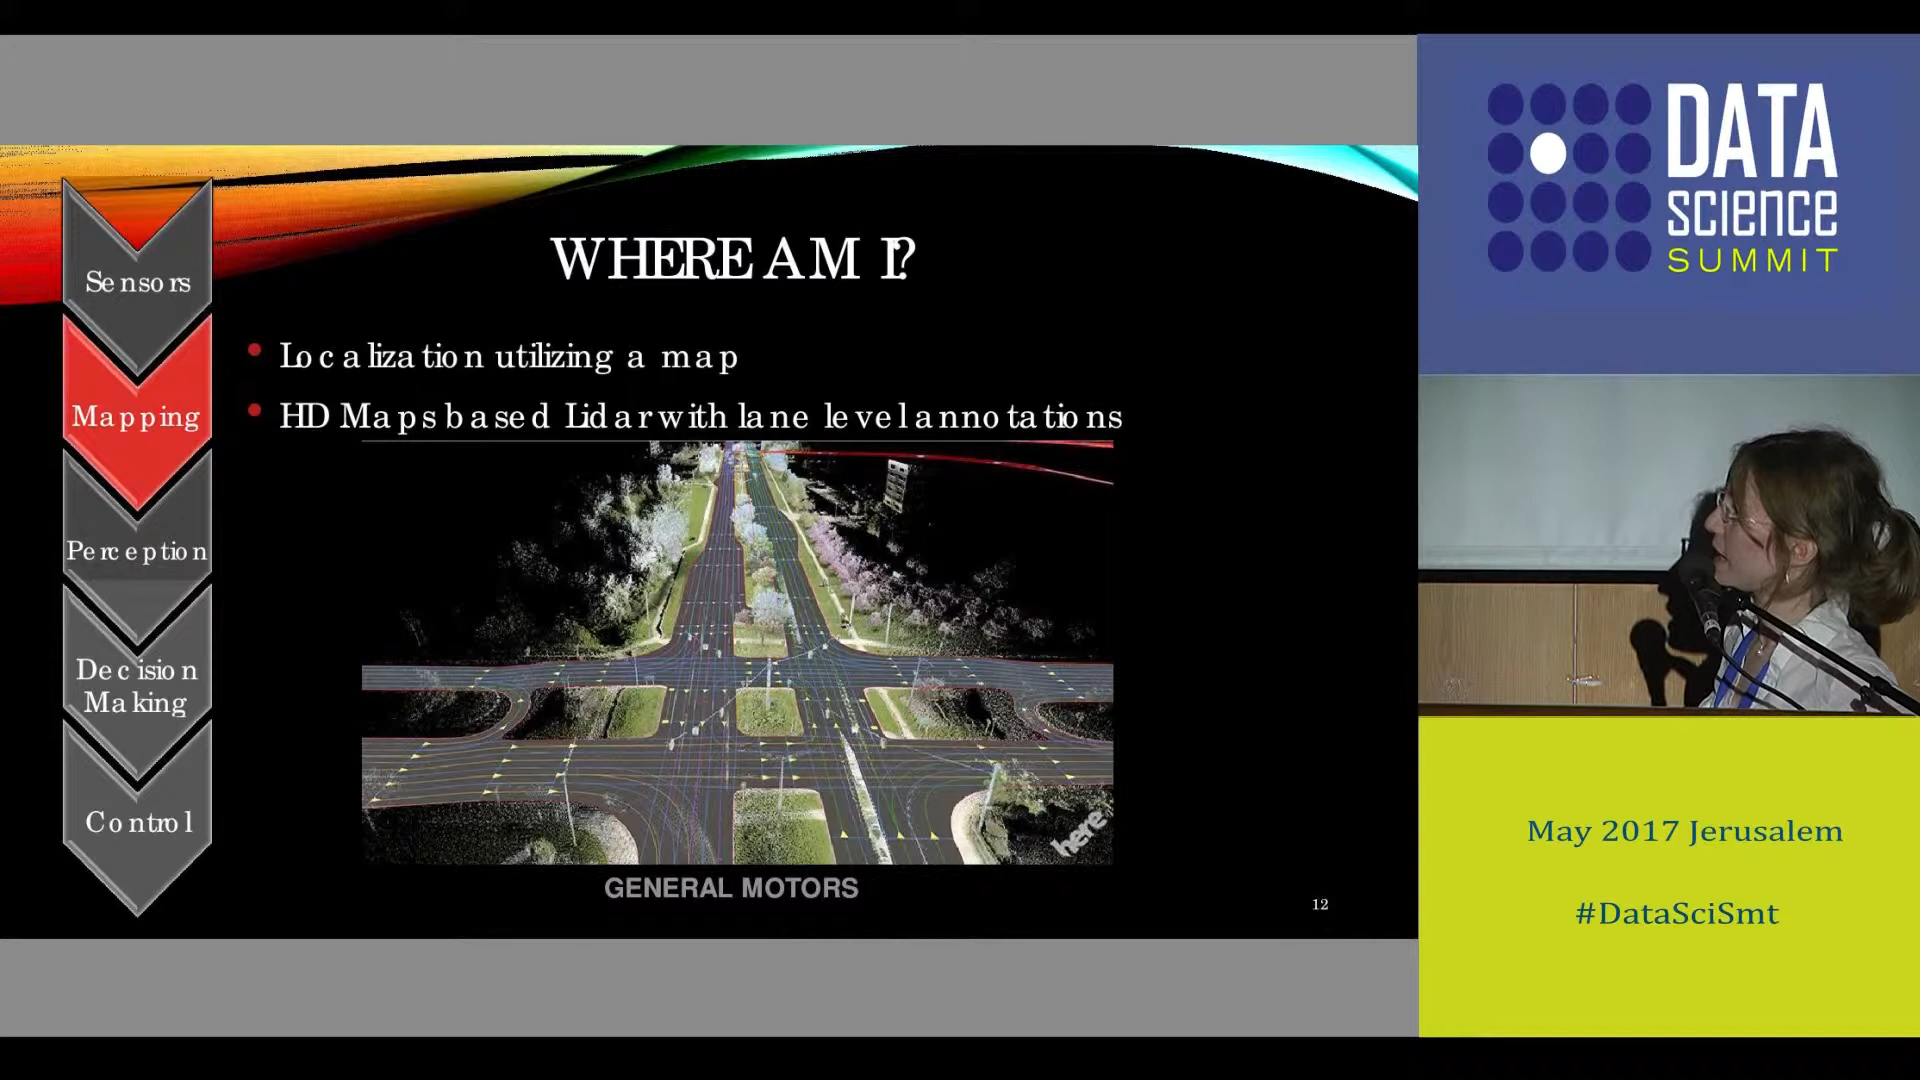 Sensors
Mapping
Perception
Decision
Making
Control
WHERE AM I?
Localization utilizing a map
HD Maps based Lidar with lane level annotations
here
GENERAL MOTORS
12
DATA
science
SUMMIT
May 2017 Jerusalem
#DataSciSmt